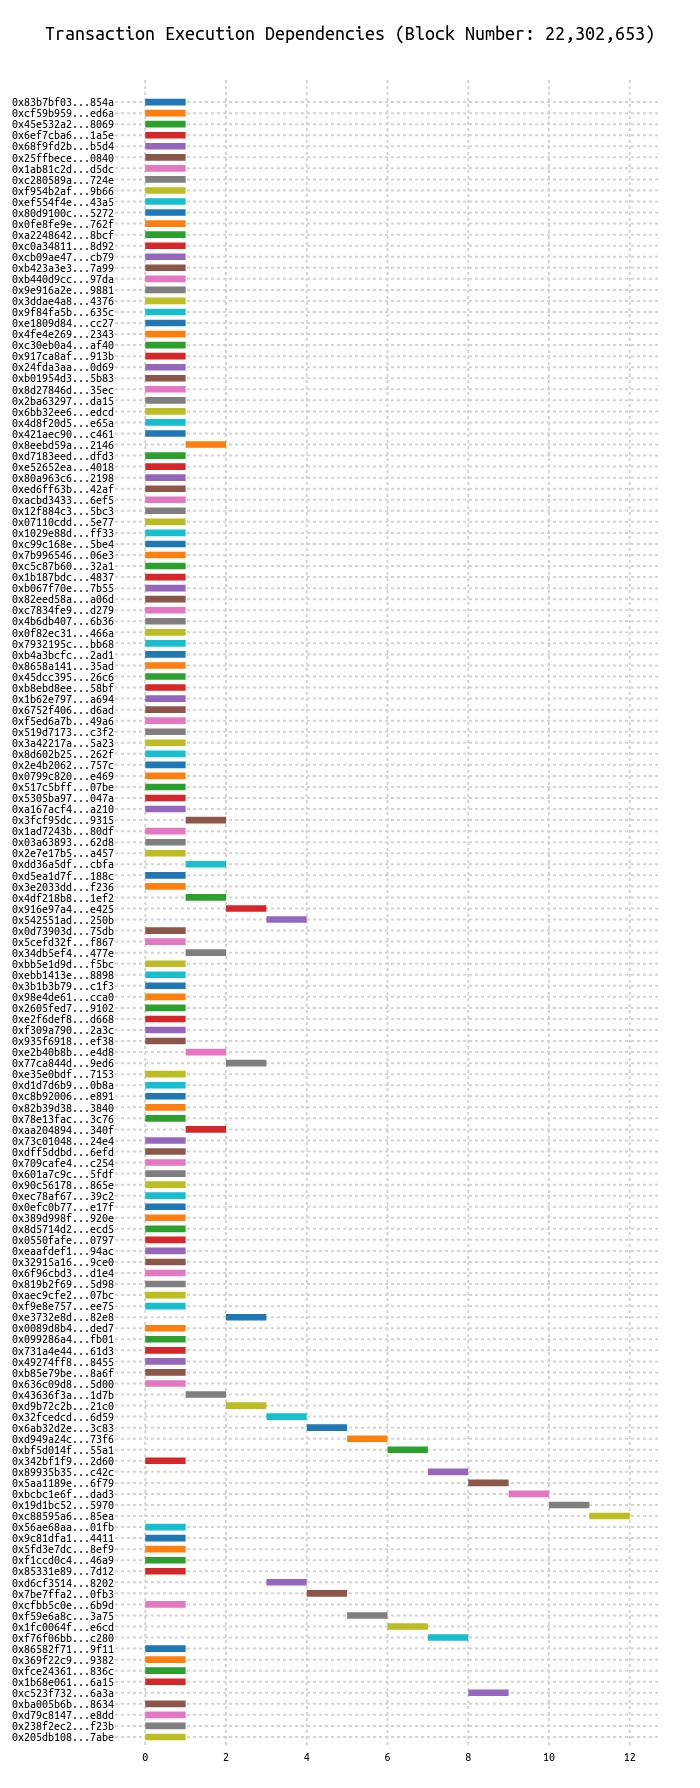 Transaction Execution Dependencies (Block Number: 22,302,653)
0x83b7bf03...854a
0xcf59b959...ed6a
0x45e532a2...8069
0x6ef7cba6...1a5e
0x68f9fd2b...b5d4
0x25ffbece...0840
0x1ab81c2d...d5dc
0xc280589a...724e
0xf954b2af...9b66
0xef554f4e...43a5
0x80d9100c...5272
0x0fe8fe9e...762f
0xa2248642...8bcf
0xc0a34811...8d92
0xcb09ae47...cb79
0xb423a3e3...7a99
0xb440d9cc...97da
0x9e916a2e...9881
0x3ddae4a8...4376
0x9f84fa5b...635c
0xe1809d84...cc27
0x4fe4e269...2343
0xc30eb0a4...af40
0x917ca8af...913b
0x24fda3aa...0d69
0xb01954d3...5b83
0x8d27846d...35ec
0x2ba63297...da15
0x6bb32ee6...edcd
0x4d8f20d5...e65a
0x421aec90...c461
0x8eebd59a...2146
0xd7183eed...dfd3
0xe52652ea...4018
0x80a963c6...2198
0xed6ff63b...42af
0xacbd3433...6ef5
0x12f884c3...5bc3
0x07110cdd...5e77
0x1029e88d...ff33
0xc99c168e...5be4
0x7b996546...06e3
0xc5c87b60...32a1
0x1b187bdc...4837
0xb067f70e...7b55
0x82eed58a...a06d
0xc7834fe9...d279
0x4b6db407...6b36
0x0f82ec31...466a
0x7932195c...bb68
0xb4a3bcfc...2ad1
0x8658a141...35ad
0x45dcc395...26c6
0xb8ebd8ee...58bf
0x1b62e797...a694
0x6752f406...d6ad
0xf5ed6a7b...49a6
0x519d7173...c3f2
0x3a42217a...5a23
0x8d602b25...262f
0x2e4b2062...757c
0x0799c820...e469
0x517c5bff...07be
0x5305ba97...047a
0xa167acf4...a210
0x3fcf95dc...9315
0x1ad7243b...80df
0x03a63893...62d8
0x2e7e17b5...a457
0xdd36a5df...cbfa
0xd5ea1d7f...188c
0x3e2033dd...f236
0x4df218b8...1ef2
0x916e97a4...e425
0x542551ad...250b
0x0d73903d...75db
0x5cefd32f...f867
0x34db5ef4...477e
0xbb5e1d9d...f5bc
0xebb1413e...8898
0x3b1b3b79...c1f3
0x98e4de61...cca0
0x2605fed7...9102
0xe2f6def8...d668
0xf309a790...2a3c
0x935f6918...ef38
0xe2b40b8b...e4d8
0x77ca844d...9ed6
0xe35e0bdf...7153
0xd1d7d6b9...0b8a
0xc8b92006...e891
0x82b39d38...3840
0x78e13fac...3c76
0xaa204894...340f
0x73c01048...24e4
0xdff5ddbd...6efd
0x709cafe4...c254
0x601a7c9c...5fdf
0x90c56178...865e
0xec78af67...39c2
0x0efc0b77...e17f
0x389d998f...920e
0x8d5714d2...ecd5
0x0550fafe...0797
0xeaafdef1...94ac
0x32915a16...9ce0
0x6f96cbd3...d1e4
0x819b2f69...5d98
0xaec9cfe2...07bc
0xf9e8e757...ee75
0xe3732e8d...82e8
0x0089d8b4...ded7
0x099286a4...fb01
0x731a4e44...61d3
0x49274ff8...8455
0xb85e79be...8a6f
0x636c09d8...5d00
0x43636f3a...1d7b
0xd9b72c2b...21c0
0x32fcedcd...6d59
0x6ab32d2e...3c83
0xd949a24c...73f6
0xbf5d014f...55a1
0x342bf1f9...2d60
0x89935b35...c42c
0x5aa1189e...6f79
0xbcbc1e6f...dad3
0x19d1bc52...5970
0xc88595a6...85ea
0x56ae68aa...01fb
0x9c81dfa1...4411
0x5fd3e7dc...8ef9
0xf1ccd0c4...46a9
0x85331e89...7d12
0xd6cf3514...8202
0x7be7ffa2...0fb3
0xcfbb5c0e...6b9d
0xf59e6a8c...3a75
0x1fc0064f...e6cd
0xf76f06bb...c280
0x86582f71...9f11
0x369f22c9...9382
0xfce24361...836c
0x1b68e061...6a15
0xc523f732...6a3a
0xba005b6b...8634
0xd79c8147...e8dd
0x238f2ec2...f23b
0x205db108...7abe
0 2 4 6 8 10 12